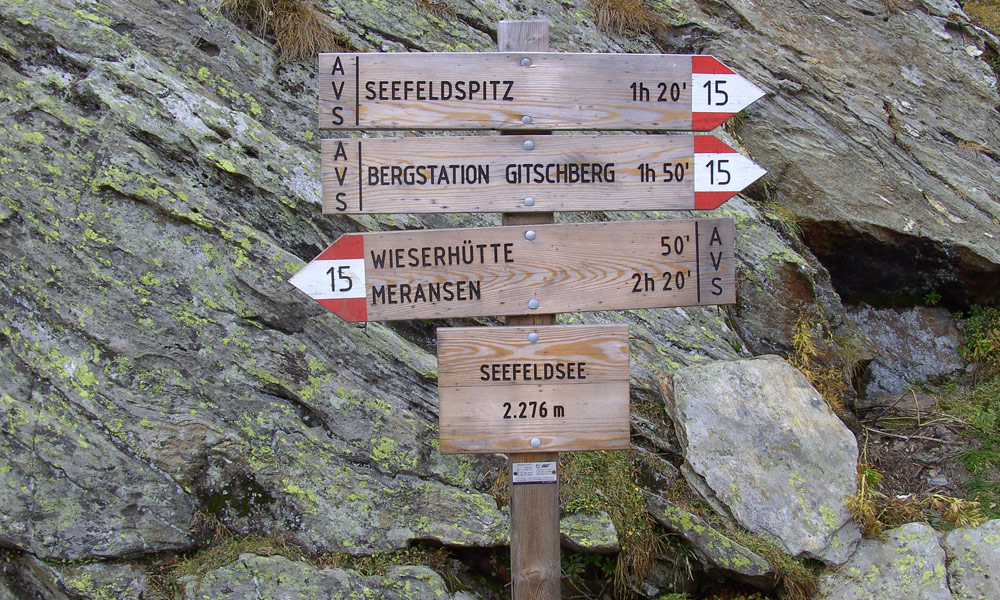 AVS SEEFELDSPITZ 1h 20' 15
AVS BERGSTATION GITSCHBERG 1h 50' 15
15 WIESERHÜTTE 50' AVS
MERANSEN 2h 20'
SEEFELDSEE
2.276 m